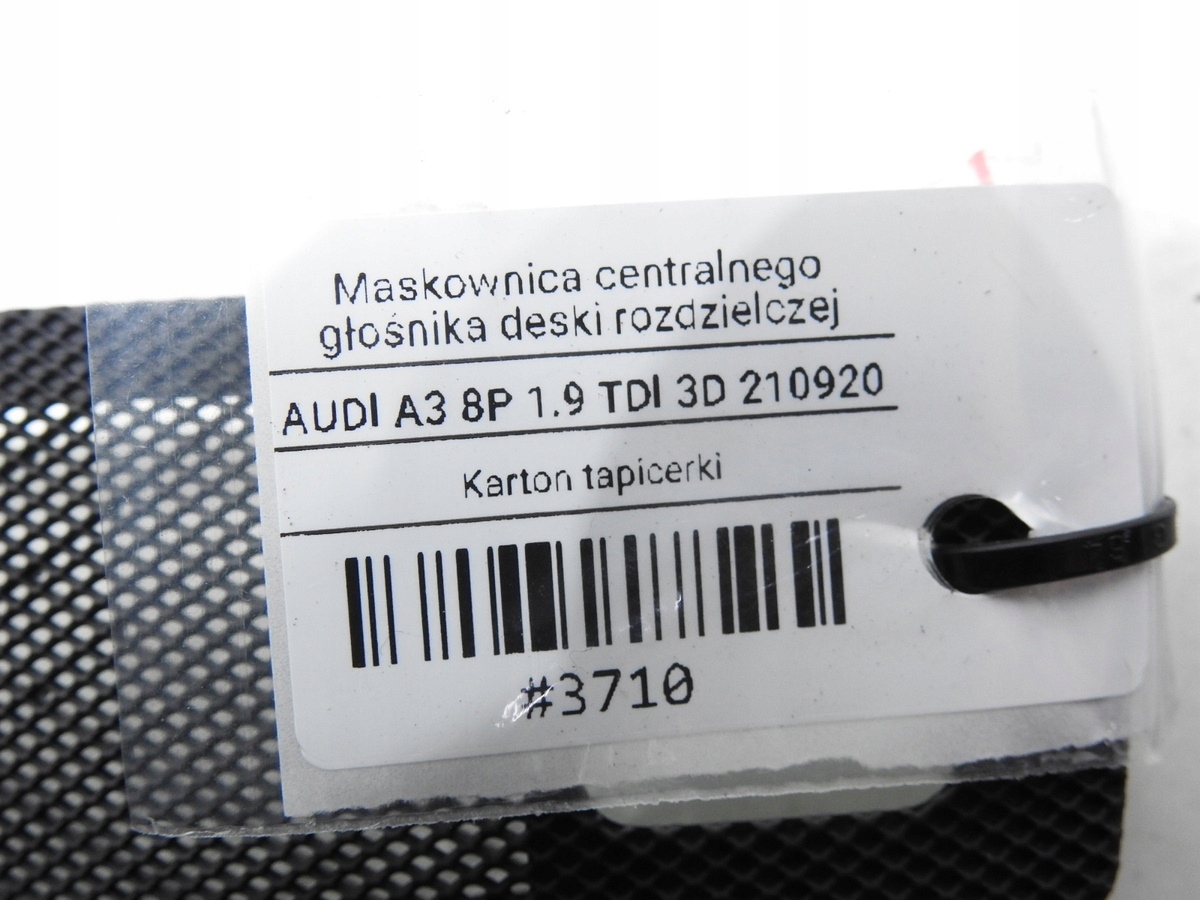 Maskownica centralnego
głośnika deski rozdzielczej
AUDI A3 8P 1.9 TDI 3D 210920
Karton tapicerki
#3710